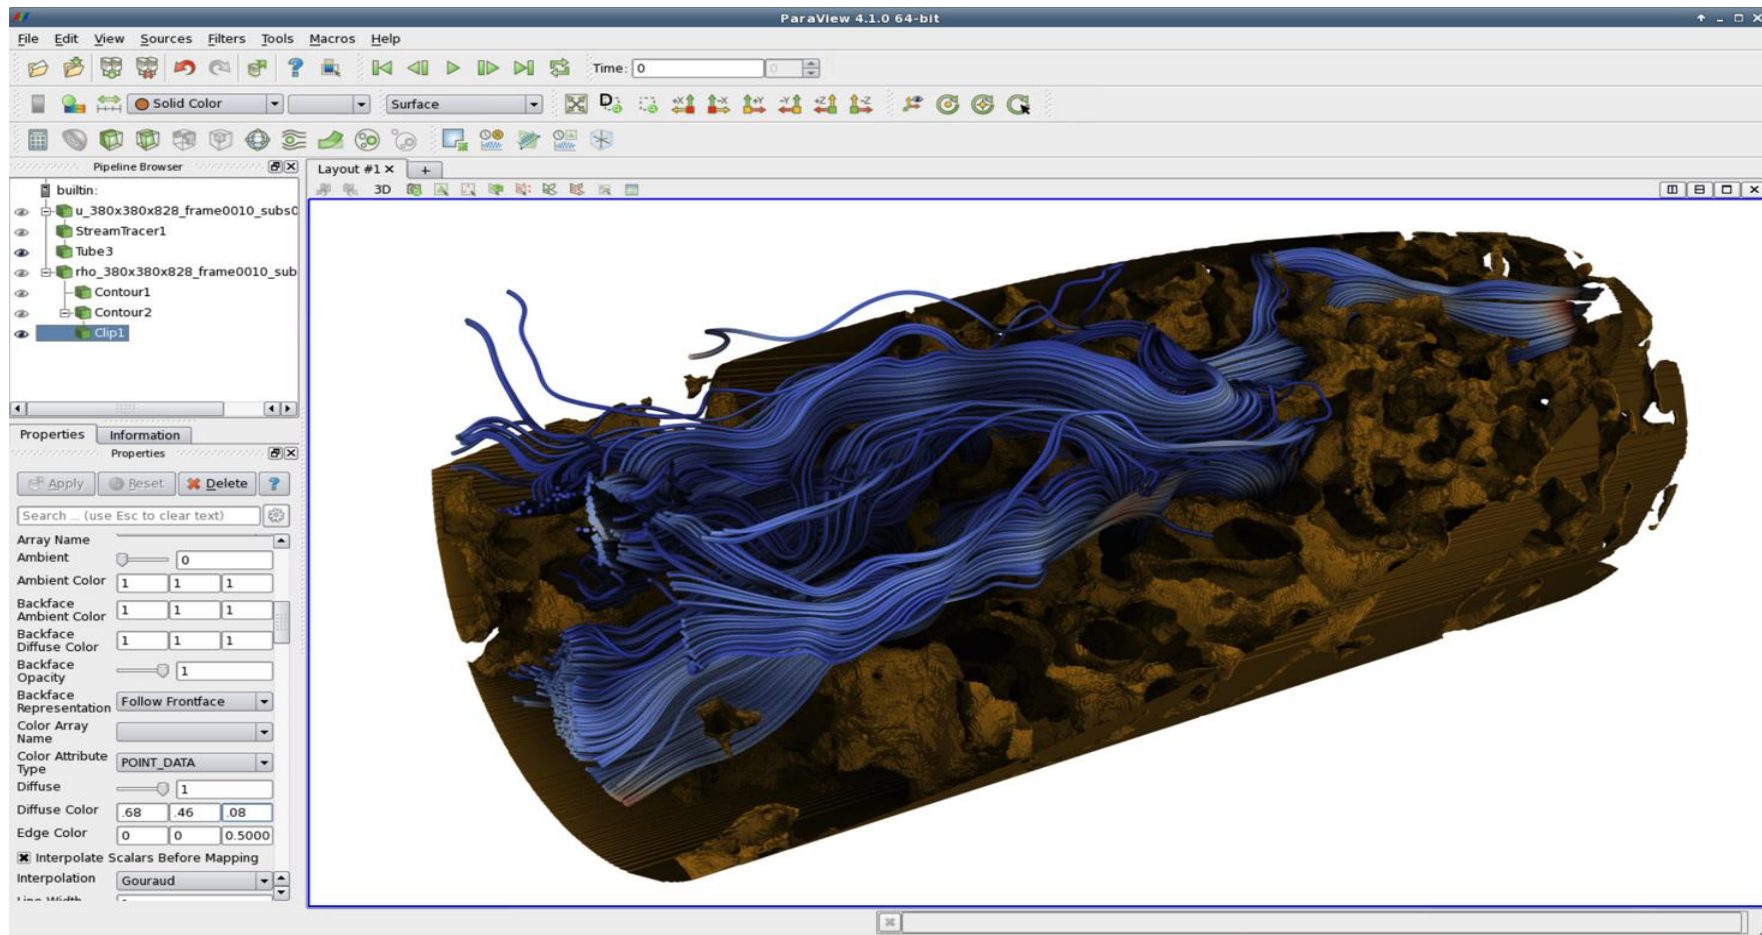 ParaView 4.1.0 64-bit
File Edit View Sources Filters Tools Macros Help
Time: 0 0
Solid Color Surface
Pipeline Browser
Layout #1
3D
builtin:
u_380x380x828_frame0010_subs
StreamTracer1
Tube3
rho_380x380x828_frame0010_sub
Contour1
Contour2
Clip1
Properties Information
Properties
Apply Reset Delete ?
Search ... (use Esc to clear text)
Array Name
Ambient 0
Ambient Color 1 1 1
Backface
Ambient Color 1 1 1
Backface
Diffuse Color 1 1 1
Backface
Opacity 1
Backface
Representation Follow Frontface
Color Array
Name
Color Attribute
Type POINT_DATA
Diffuse 1
Diffuse Color .68 .46 .08
Edge Color 0 0 0.5000
Interpolate Scalars Before Mapping
Interpolation Gouraud
Line Width